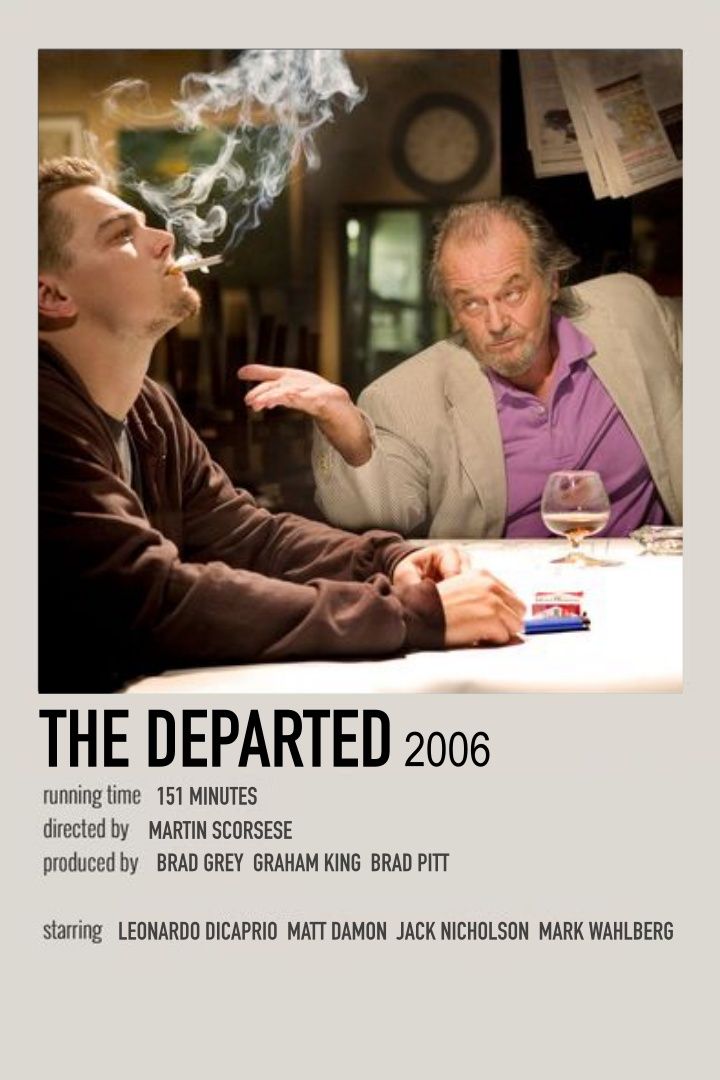 THE DEPARTED 2006
running time 151 MINUTES
directed by MARTIN SCORSESE
produced by BRAD GREY GRAHAM KING BRAD PITT
starring LEONARDO DICAPRIO MATT DAMON JACK NICHOLSON MARK WAHLBERG